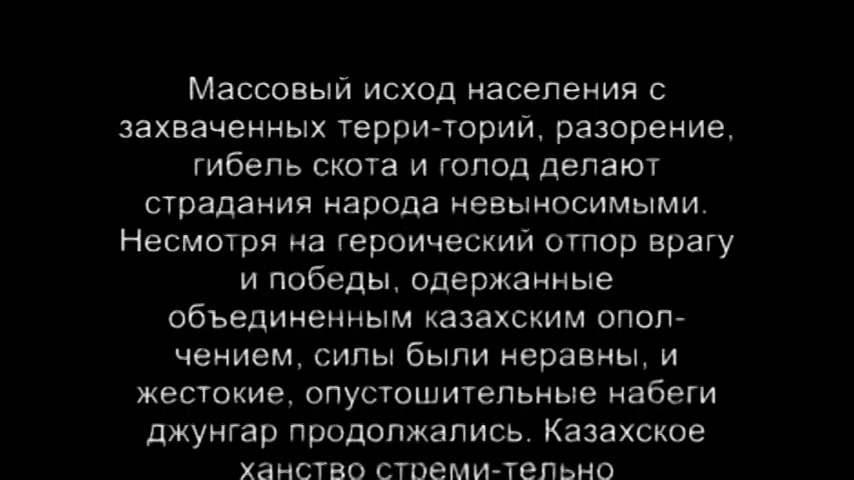 Массовый исход населения с
захваченных терри-торий, разорение,
гибель скота и голод делают
страдания народа невыносимыми.
Несмотря на героический отпор врагу
и победы, одержанные
объединенным казахским опол-
чением, силы были неравны, и
жестокие, опустошительные набеги
джунгар продолжались. Казахское
ханство стреми-тельно